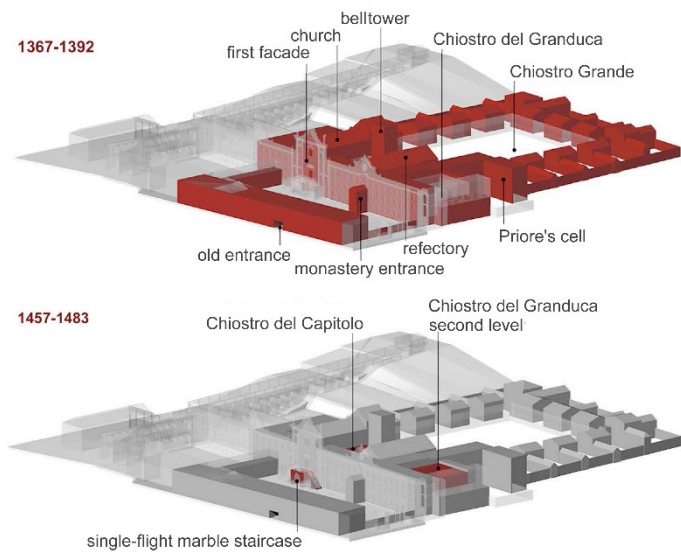 1367-1392
belltower
church
first facade
Chiostro del Granduca
Chiostro Grande
old entrance
monastery entrance
refectory
Priore's cell
1457-1483
Chiostro del Capitolo
Chiostro del Granduca
second level
single-flight marble staircase